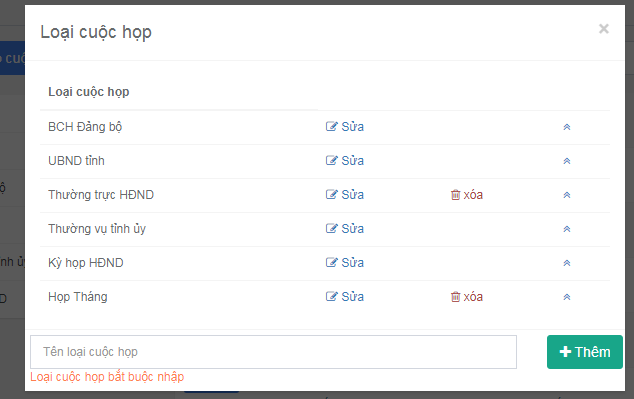 Loại cuộc họp ×
Loại cuộc họp
BCH Đảng bộ Sửa
UBND tỉnh Sửa
Thường trực HĐND Sửa xóa
Thường vụ tỉnh ủy Sửa
Kỳ họp HĐND Sửa
Họp Tháng Sửa xóa
Tên loại cuộc họp Thêm
Loại cuộc họp bắt buộc nhập